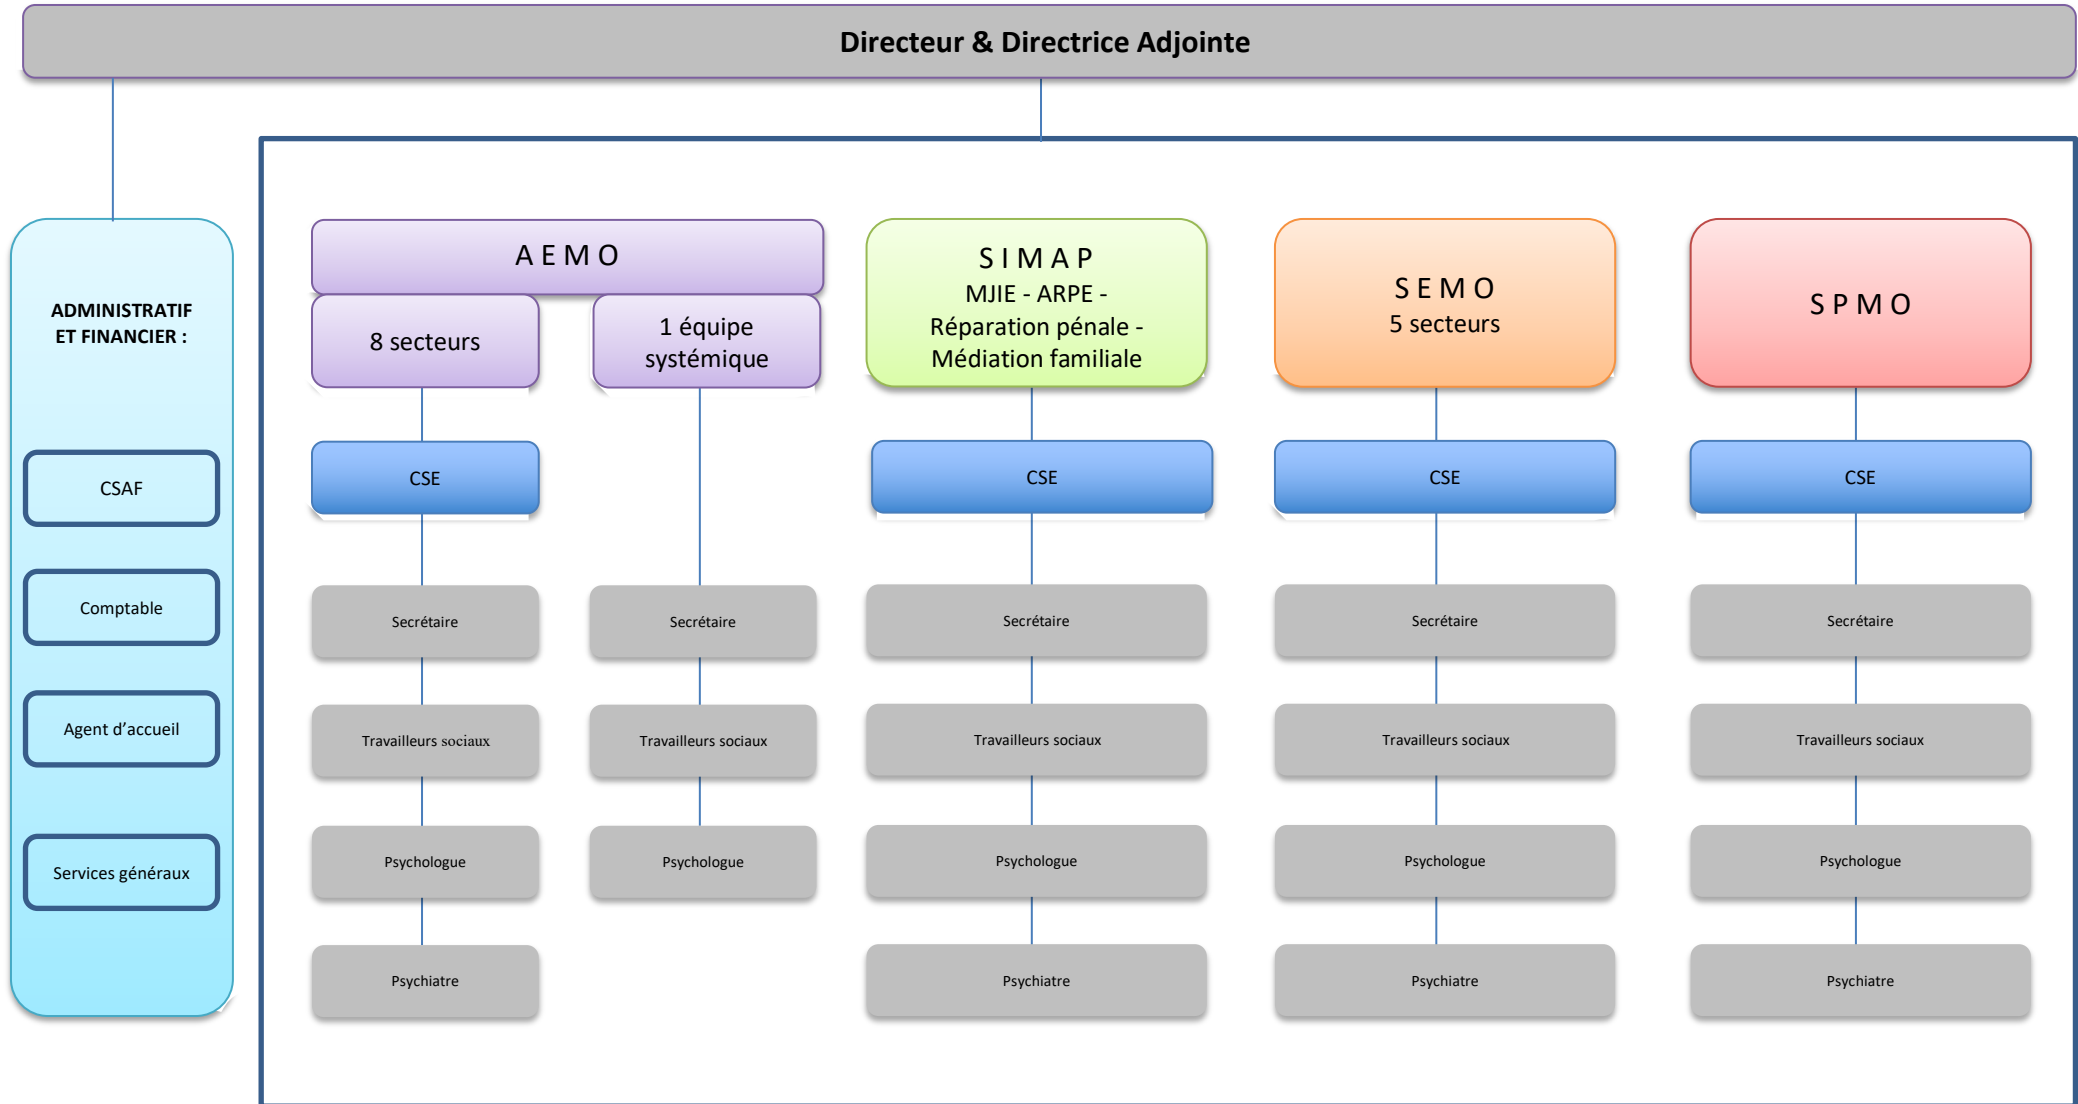 Directeur & Directrice Adjointe
ADMINISTRATIF
ET FINANCIER :
CSAF
Comptable
Agent d’accueil
Services généraux
A E M O
8 secteurs
1 équipe
systémique
CSE
Secrétaire
Travailleurs sociaux
Psychologue
Psychiatre
Secrétaire
Travailleurs sociaux
Psychologue
S I M A P
MJIE - ARPE -
Réparation pénale -
Médiation familiale
CSE
Secrétaire
Travailleurs sociaux
Psychologue
Psychiatre
S E M O
5 secteurs
CSE
Secrétaire
Travailleurs sociaux
Psychologue
Psychiatre
S P M O
CSE
Secrétaire
Travailleurs sociaux
Psychologue
Psychiatre